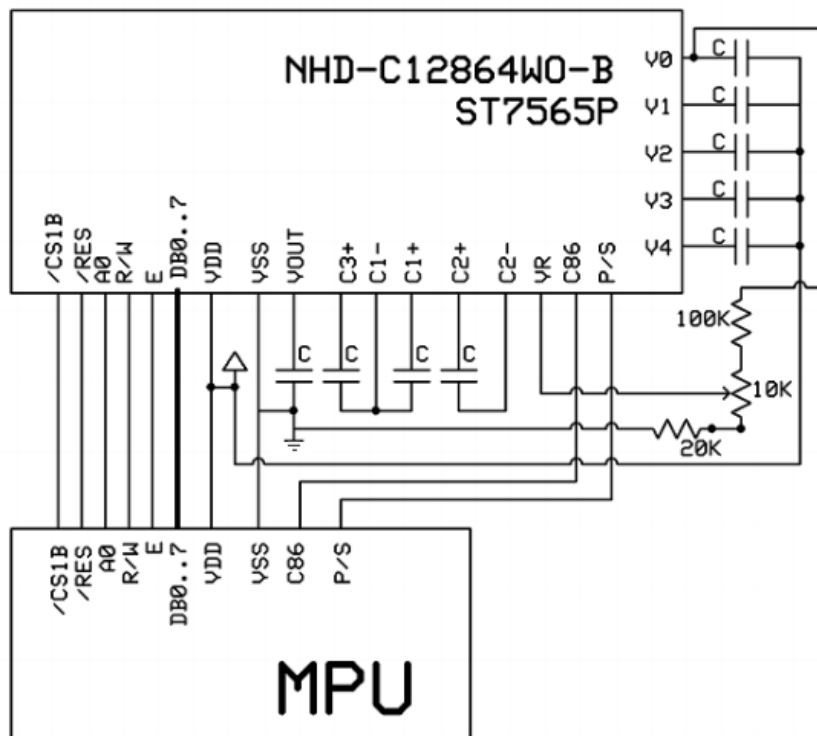 NHD-C12864WO-B
ST7565P
V0
V1
V2
V3
V4
C
C
C
C
C
/CS1B
/RES
A0
R/W
E
DB0..7
VDD
VSS
VOUT
C3+
C1-
C1+
C2+
C2-
VR
C86
P/S
C
C
C
C
100K
10K
20K
/CS1B
/RES
A0
R/W
E
DB0..7
VDD
VSS
C86
P/S
MPU